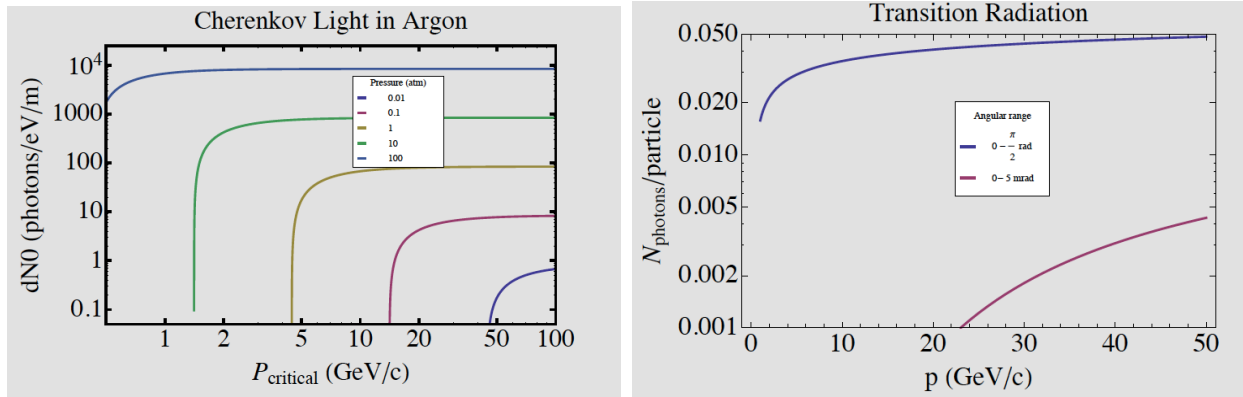 Cherenkov Light in Argon
dN0 (photons/eV/m)
10⁴
1000
100
10
1
0.1
Pressure (atm)
0.01
0.1
1
10
100
1 2 5 10 20 50 100
P_critical (GeV/c)
Transition Radiation
N_photons/particle
0.050
0.020
0.010
0.005
0.002
0.001
Angular range
0 – π/2 rad
0 – 5 mrad
0 10 20 30 40 50
p (GeV/c)